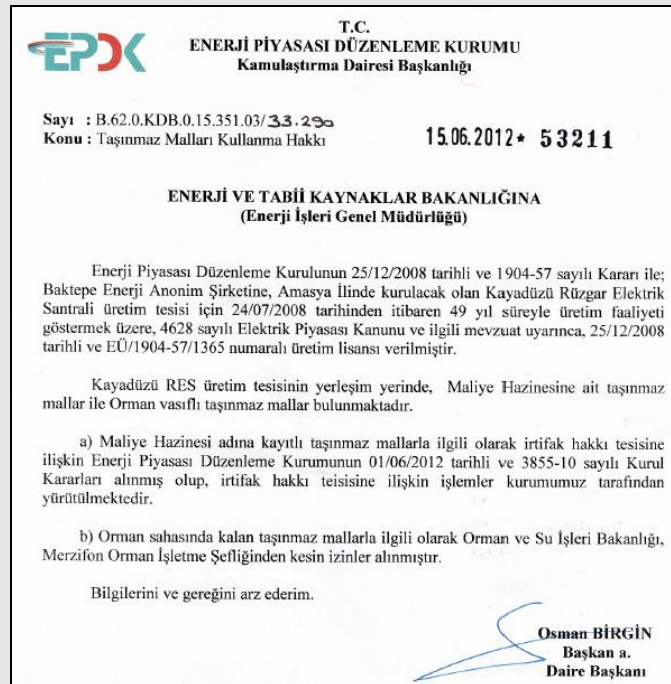 EPDK
T.C.
ENERJİ PİYASASI DÜZENLEME KURUMU
Kamulaştırma Dairesi Başkanlığı
Sayı : B.62.0.KDB.0.15.351.03/33.290
Konu : Taşınmaz Malları Kullanma Hakkı
15.06.2012* 53211
ENERJİ VE TABİİ KAYNAKLAR BAKANLIĞINA
(Enerji İşleri Genel Müdürlüğü)
Enerji Piyasası Düzenleme Kurulunun 25/12/2008 tarihli ve 1904-57 sayılı Kararı ile;
Baktepe Enerji Anonim Şirketine, Amasya İlinde kurulacak olan Kayadüzü Rüzgar Elektrik
Santrali üretim tesisi için 24/07/2008 tarihinden itibaren 49 yıl süreyle üretim faaliyeti
göstermek üzere, 4628 sayılı Elektrik Piyasası Kanunu ve ilgili mevzuat uyarınca, 25/12/2008
tarihli ve EÜ/1904-57/1365 numaralı üretim lisansı verilmiştir.
Kayadüzü RES üretim tesisinin yerleşim yerinde, Maliye Hazinesine ait taşınmaz
mallar ile Orman vasıflı taşınmaz mallar bulunmaktadır.
a) Maliye Hazinesi adına kayıtlı taşınmaz mallarla ilgili olarak irtifak hakkı tesisine
ilişkin Enerji Piyasası Düzenleme Kurumunun 01/06/2012 tarihli ve 3855-10 sayılı Kurul
Kararları alınmış olup, irtifak hakkı teisisine ilişkin işlemler kurumumuz tarafından
yürütülmektedir.
b) Orman sahasında kalan taşınmaz mallarla ilgili olarak Orman ve Su İşleri Bakanlığı,
Merzifon Orman İşletme Şefliğinden kesin izinler alınmıştır.
Bilgilerini ve gereğini arz ederim.
Osman BİRGİN
Başkan a.
Daire Başkanı